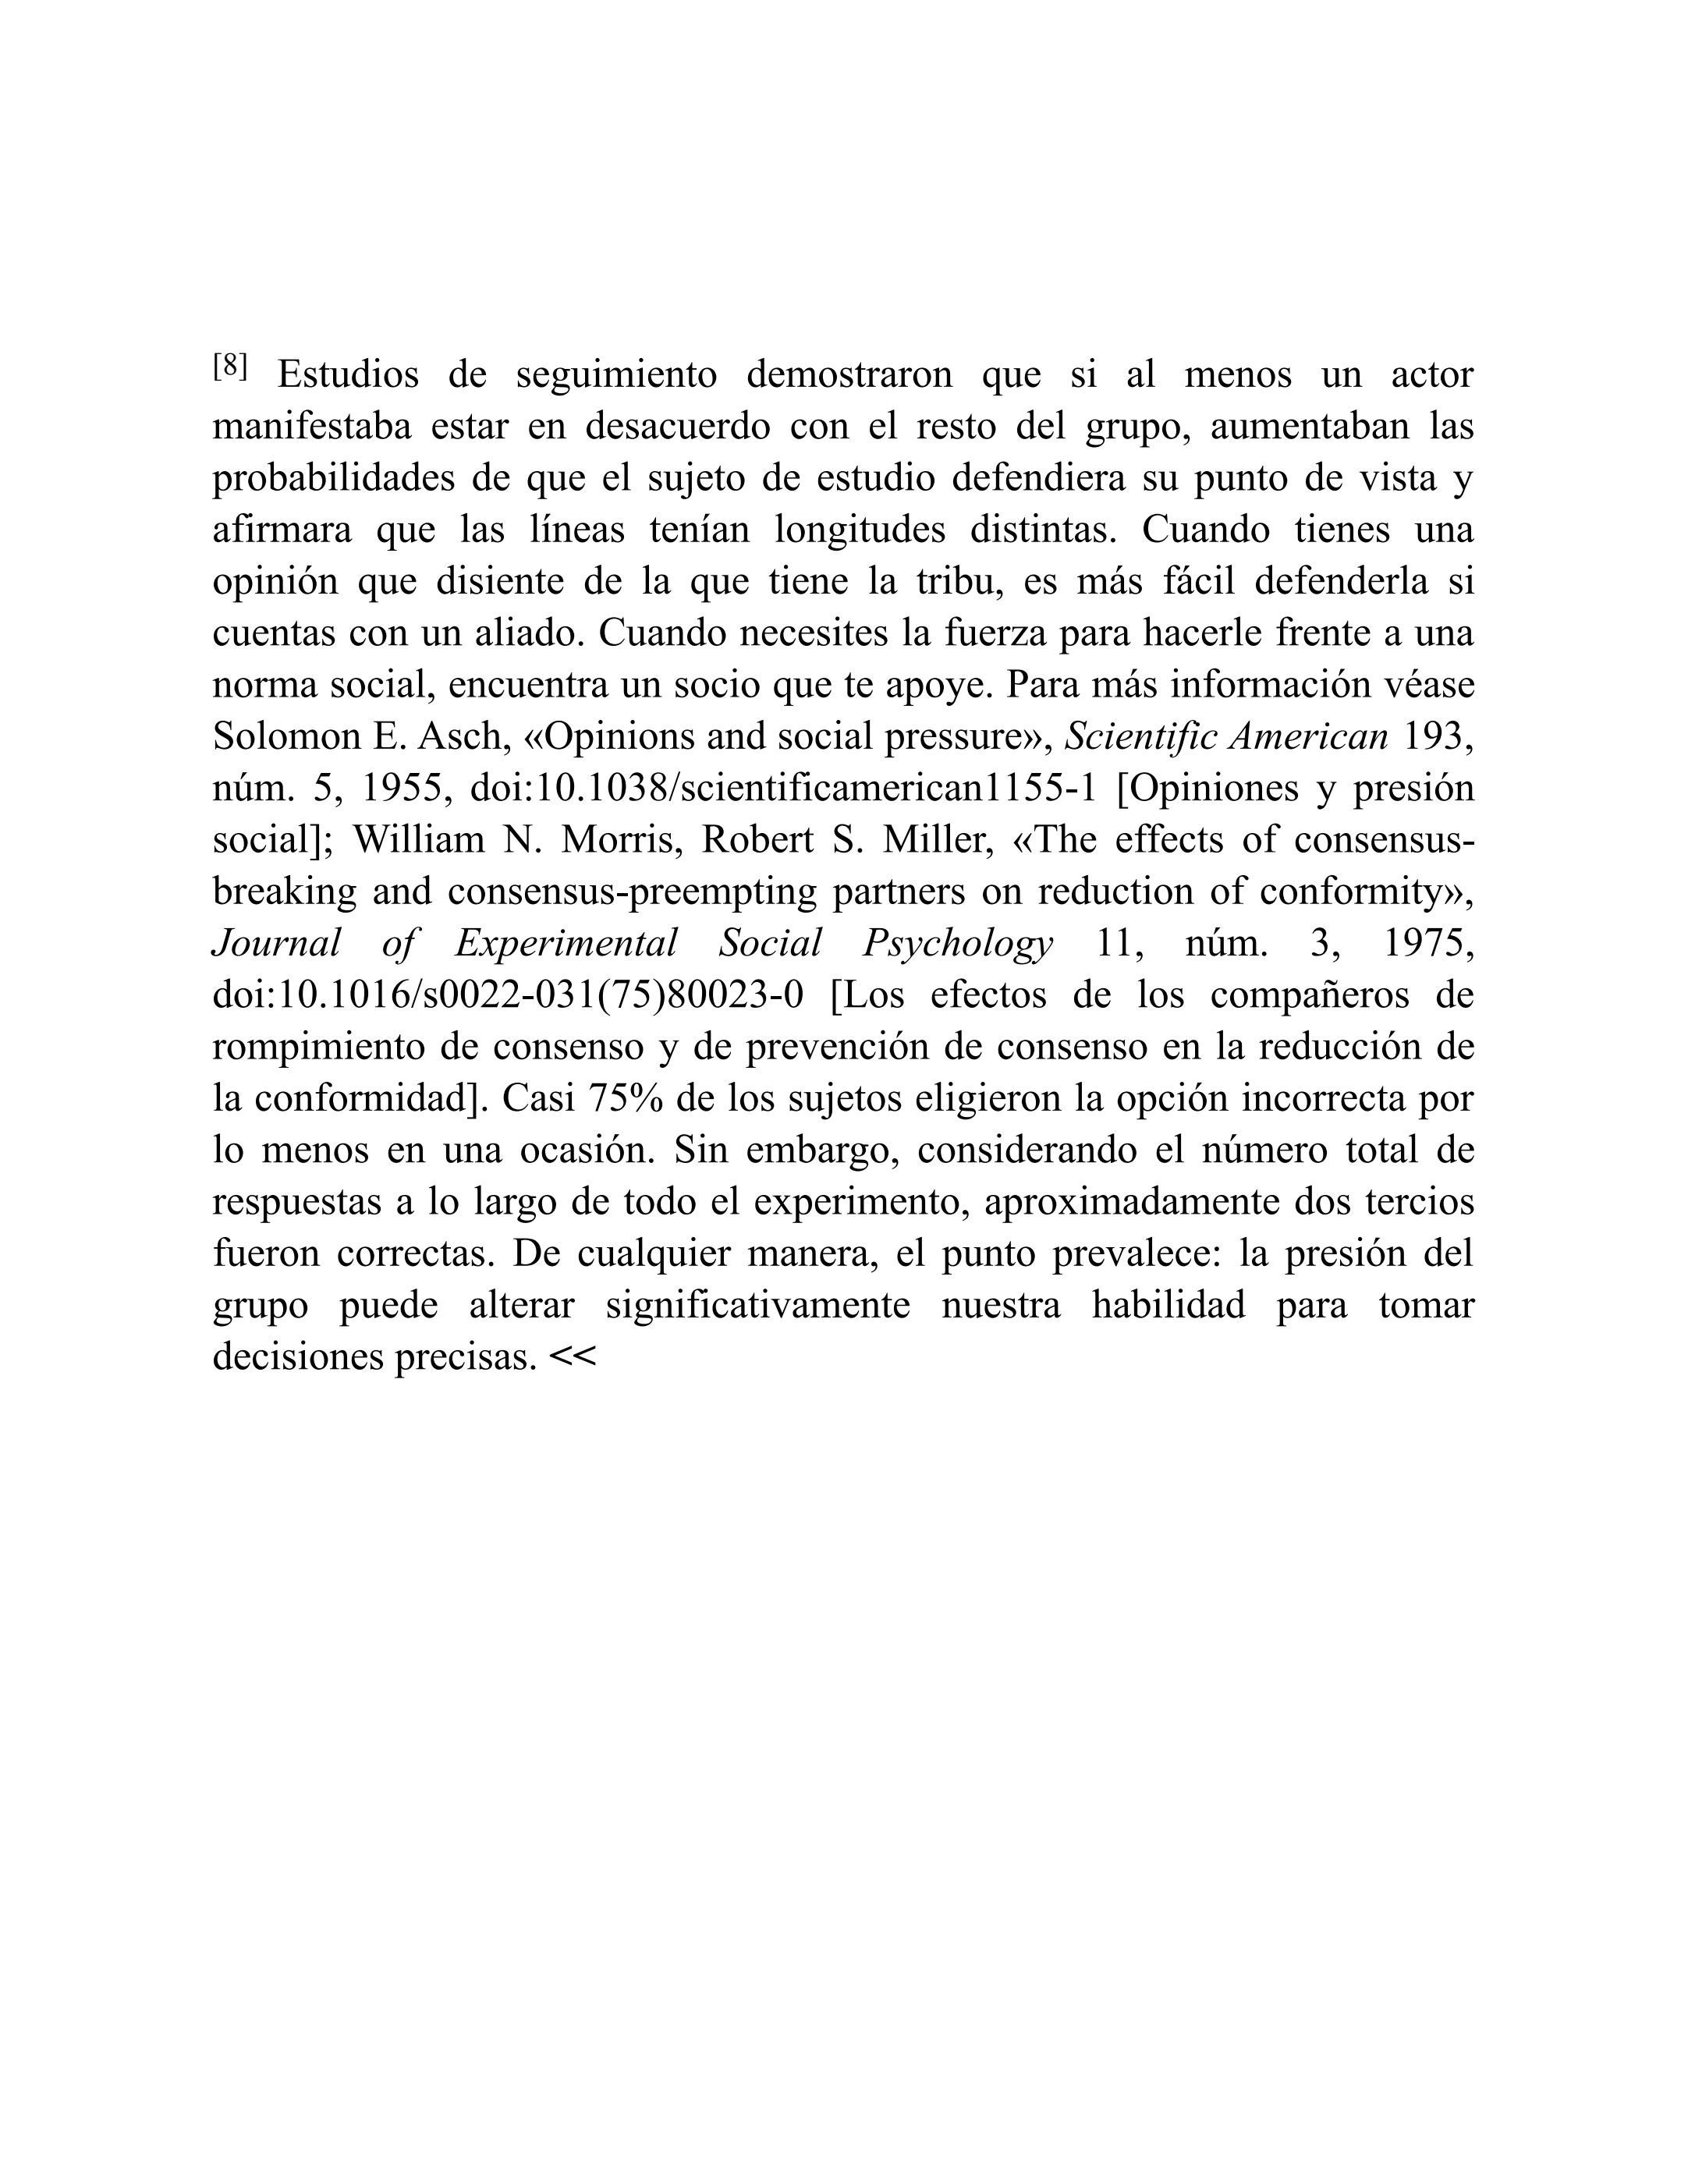 [8] Estudios de seguimiento demostraron que si al menos un actor
manifestaba estar en desacuerdo con el resto del grupo, aumentaban las
probabilidades de que el sujeto de estudio defendiera su punto de vista y
afirmara que las líneas tenían longitudes distintas. Cuando tienes una
opinión que disiente de la que tiene la tribu, es más fácil defenderla si
cuentas con un aliado. Cuando necesites la fuerza para hacerle frente a una
norma social, encuentra un socio que te apoye. Para más información véase
Solomon E. Asch, «Opinions and social pressure», Scientific American 193,
núm. 5, 1955, doi:10.1038/scientificamerican1155-1 [Opiniones y presión
social]; William N. Morris, Robert S. Miller, «The effects of consensus-
breaking and consensus-preempting partners on reduction of conformity»,
Journal of Experimental Social Psychology 11, núm. 3, 1975,
doi:10.1016/s0022-031(75)80023-0 [Los efectos de los compañeros de
rompimiento de consenso y de prevención de consenso en la reducción de
la conformidad]. Casi 75% de los sujetos eligieron la opción incorrecta por
lo menos en una ocasión. Sin embargo, considerando el número total de
respuestas a lo largo de todo el experimento, aproximadamente dos tercios
fueron correctas. De cualquier manera, el punto prevalece: la presión del
grupo puede alterar significativamente nuestra habilidad para tomar
decisiones precisas. <<